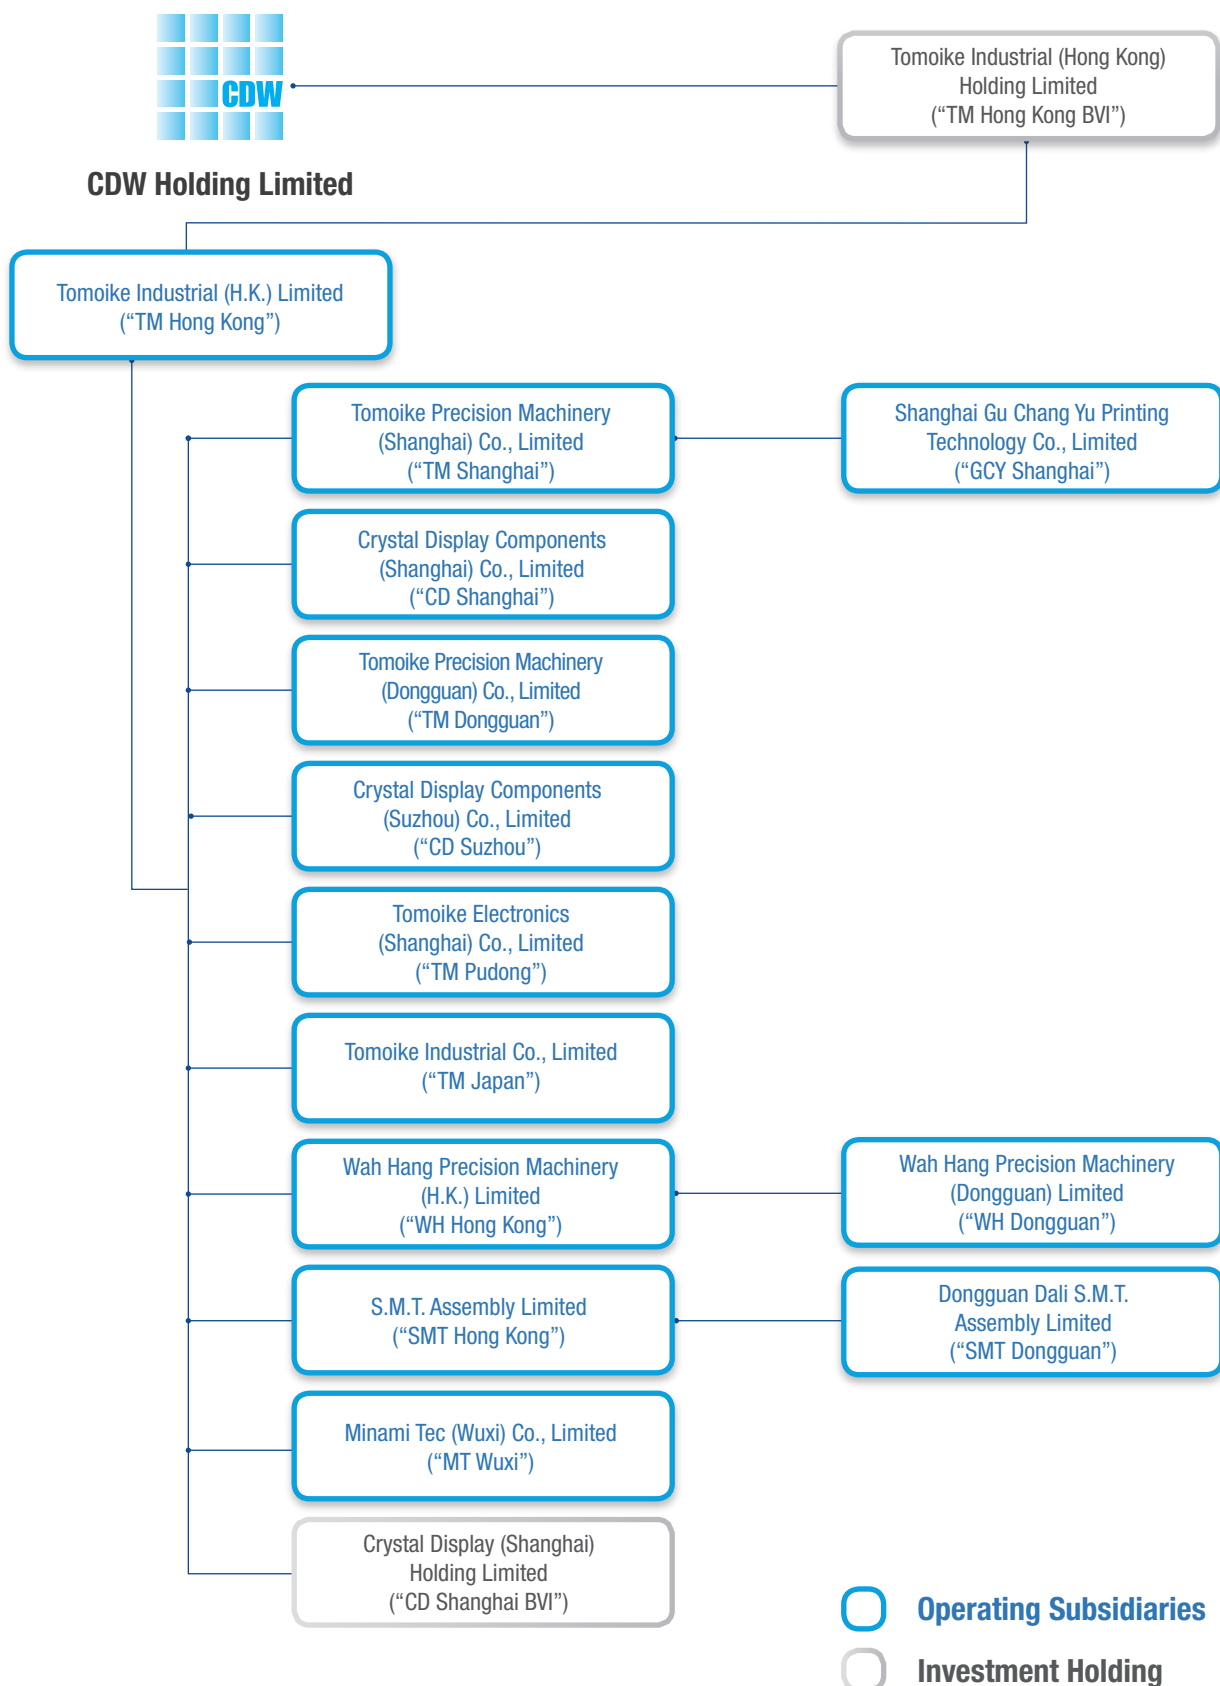 CDW
CDW Holding Limited
Tomoike Industrial (Hong Kong)
Holding Limited
(“TM Hong Kong BVI”)
Tomoike Industrial (H.K.) Limited
(“TM Hong Kong”)
Tomoike Precision Machinery
(Shanghai) Co., Limited
(“TM Shanghai”)
Shanghai Gu Chang Yu Printing
Technology Co., Limited
(“GCY Shanghai”)
Crystal Display Components
(Shanghai) Co., Limited
(“CD Shanghai”)
Tomoike Precision Machinery
(Dongguan) Co., Limited
(“TM Dongguan”)
Crystal Display Components
(Suzhou) Co., Limited
(“CD Suzhou”)
Tomoike Electronics
(Shanghai) Co., Limited
(“TM Pudong”)
Tomoike Industrial Co., Limited
(“TM Japan”)
Wah Hang Precision Machinery
(H.K.) Limited
(“WH Hong Kong”)
Wah Hang Precision Machinery
(Dongguan) Limited
(“WH Dongguan”)
S.M.T. Assembly Limited
(“SMT Hong Kong”)
Dongguan Dali S.M.T.
Assembly Limited
(“SMT Dongguan”)
Minami Tec (Wuxi) Co., Limited
(“MT Wuxi”)
Crystal Display (Shanghai)
Holding Limited
(“CD Shanghai BVI”)
Operating Subsidiaries
Investment Holding